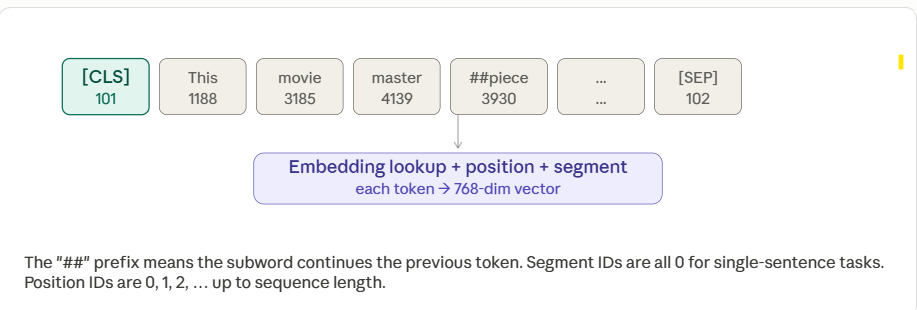 [CLS] This movie master ##piece ... [SEP]
101 1188 3185 4139 3930 ... 102
Embedding lookup + position + segment
each token → 768-dim vector
The "##" prefix means the subword continues the previous token. Segment IDs are all 0 for single-sentence tasks.
Position IDs are 0, 1, 2, ... up to sequence length.